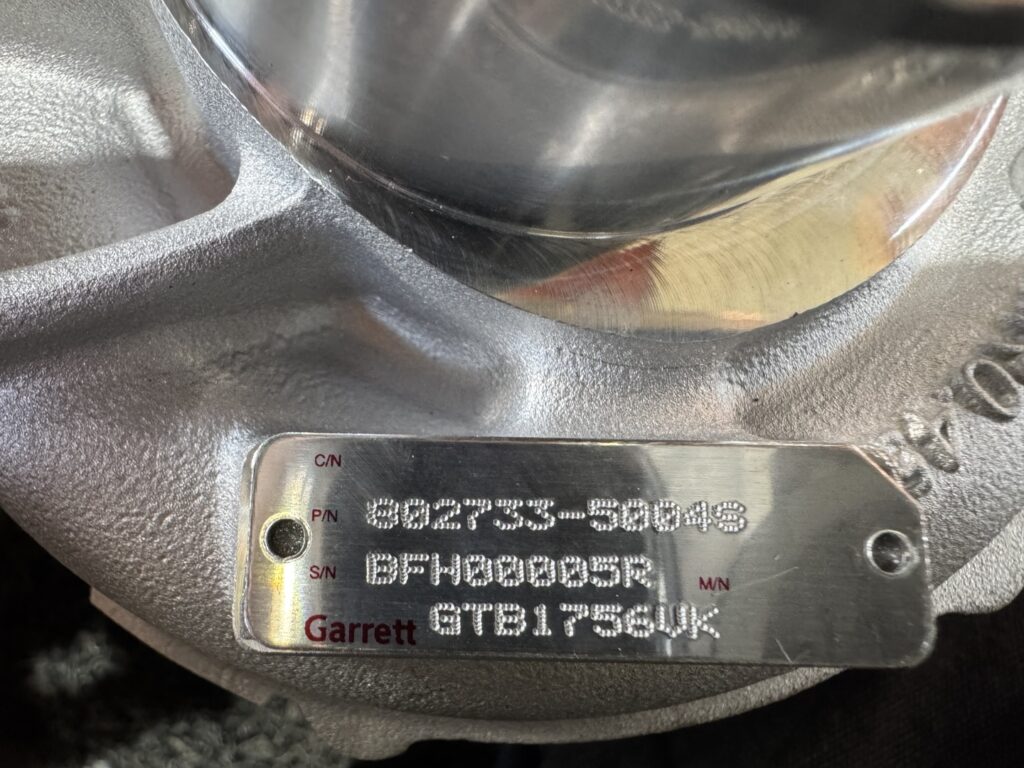 C/N
P/N 802733-5004S
S/N BFH00005R M/N
Garrett GTB1756VK